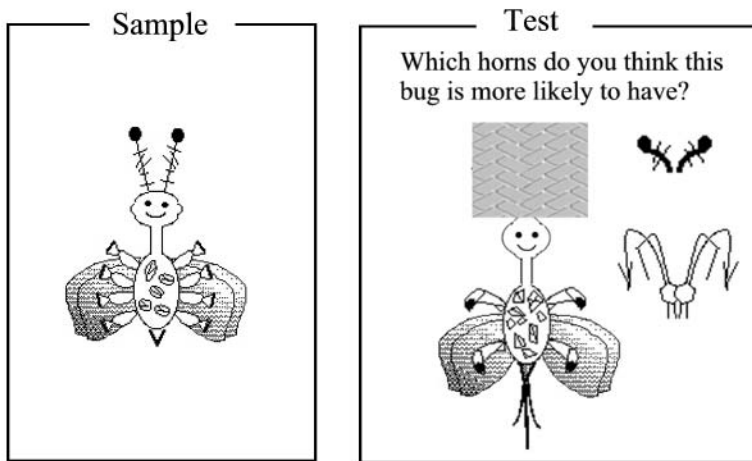 Sample
Test
Which horns do you think this
bug is more likely to have?